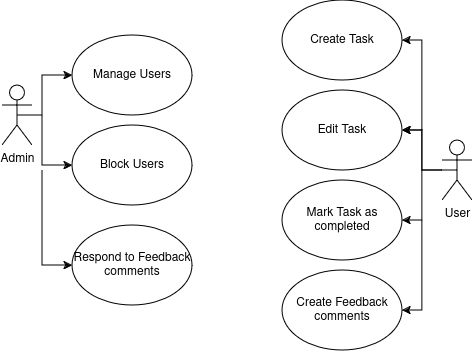 Create Task
Manage Users
Edit Task
Admin
Block Users
User
Mark Task as
completed
Respond to Feedback
comments
Create Feedback
comments